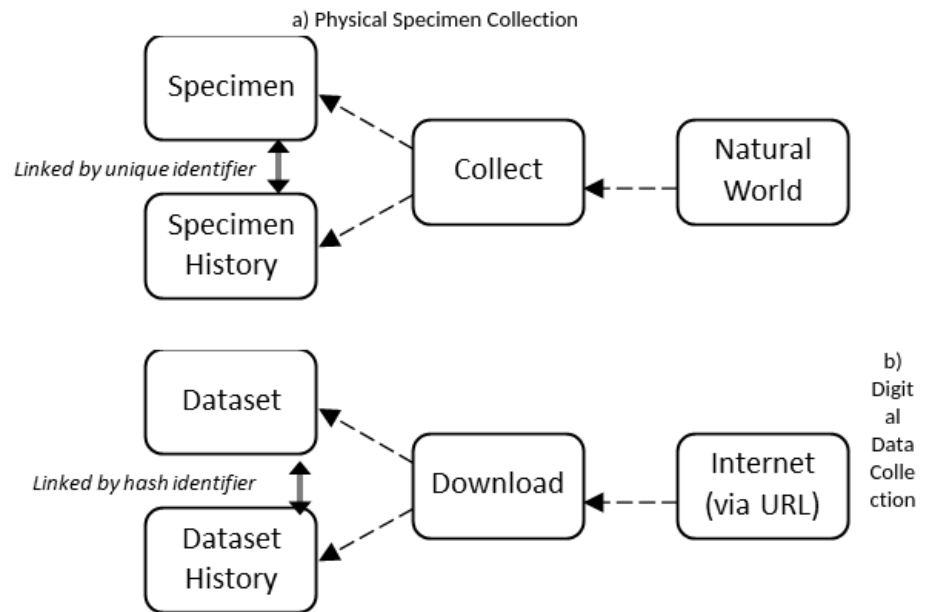 a) Physical Specimen Collection
Specimen
Linked by unique identifier
Specimen
History
Collect
Natural
World
Dataset
Linked by hash identifier
Dataset
History
Download
Internet
(via URL)
b)
Digit
al
Data
Colle
ction